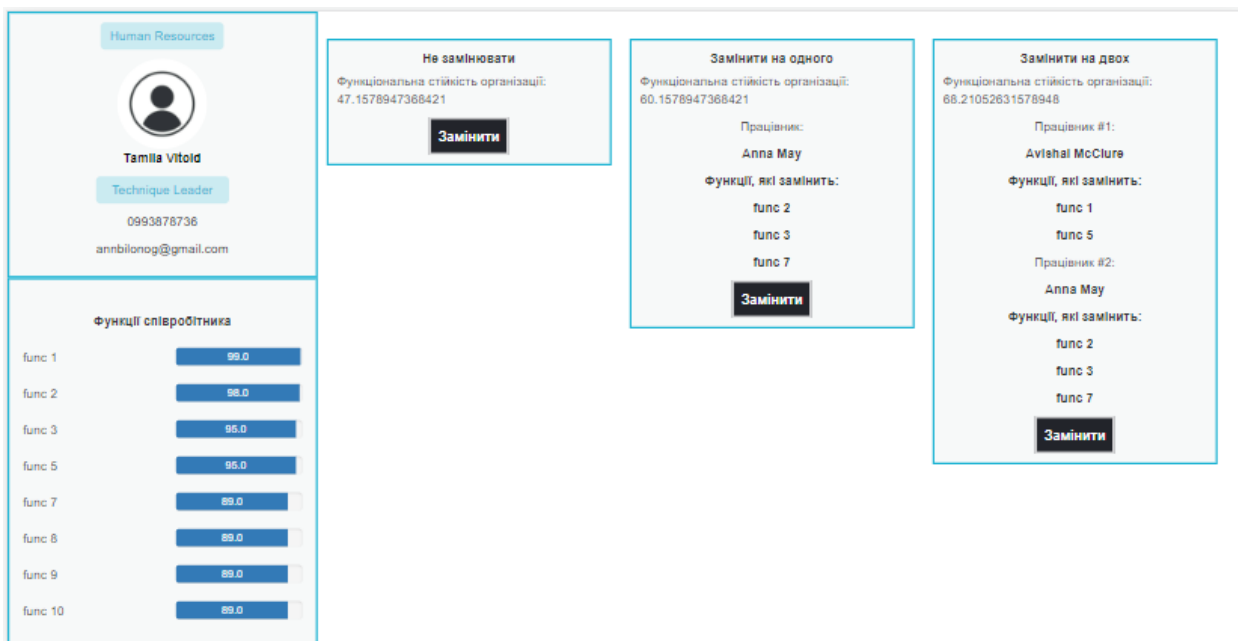 Human Resources
Tamila Vitold
Technique Leader
0993878736
annbilonog@gmail.com
Функції співробітника
func 1 99.0
func 2 98.0
func 3 95.0
func 5 95.0
func 7 89.0
func 8 89.0
func 9 89.0
func 10 89.0
Не замінювати
Функціональна стійкість організації:
47.1578947368421
Замінити
Замінити на одного
Функціональна стійкість організації:
60.1578947368421
Працівник:
Anna May
Функції, які замінить:
func 2
func 3
func 7
Замінити
Замінити на двох
Функціональна стійкість організації:
68.21052631578948
Працівник #1:
Avishai McClure
Функції, які замінить:
func 1
func 5
Працівник #2:
Anna May
Функції, які замінить:
func 2
func 3
func 7
Замінити